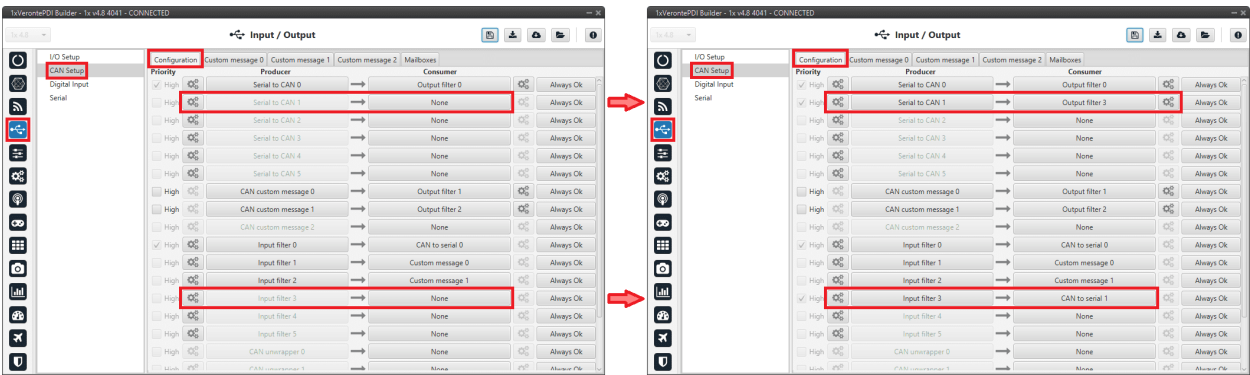 1xVerontePDI Builder - 1x v4.8 4041 - CONNECTED
1x 4.8
Input / Output
I/O Setup
CAN Setup
Digital Input
Serial
Configuration Custom message 0 Custom message 1 Custom message 2 Mailboxes
Priority Producer Consumer
High Serial to CAN 0 Output filter 0 Always Ok
High Serial to CAN 1 None Always Ok
High Serial to CAN 2 None Always Ok
High Serial to CAN 3 None Always Ok
High Serial to CAN 4 None Always Ok
High Serial to CAN 5 None Always Ok
High CAN custom message 0 Output filter 1 Always Ok
High CAN custom message 1 Output filter 2 Always Ok
High CAN custom message 2 None Always Ok
High Input filter 0 CAN to serial 0 Always Ok
High Input filter 1 Custom message 0 Always Ok
High Input filter 2 Custom message 1 Always Ok
High Input filter 3 None Always Ok
High Input filter 4 None Always Ok
High Input filter 5 None Always Ok
High CAN unwrapper 0 None Always Ok
High CAN unwrapper 1 None Always Ok
1xVerontePDI Builder - 1x v4.8 4041 - CONNECTED
1x 4.8
Input / Output
I/O Setup
CAN Setup
Digital Input
Serial
Configuration Custom message 0 Custom message 1 Custom message 2 Mailboxes
Priority Producer Consumer
High Serial to CAN 0 Output filter 0 Always Ok
High Serial to CAN 1 Output filter 3 Always Ok
High Serial to CAN 2 None Always Ok
High Serial to CAN 3 None Always Ok
High Serial to CAN 4 None Always Ok
High Serial to CAN 5 None Always Ok
High CAN custom message 0 Output filter 1 Always Ok
High CAN custom message 1 Output filter 2 Always Ok
High CAN custom message 2 None Always Ok
High Input filter 0 CAN to serial 0 Always Ok
High Input filter 1 Custom message 0 Always Ok
High Input filter 2 Custom message 1 Always Ok
High Input filter 3 CAN to serial 1 Always Ok
High Input filter 4 None Always Ok
High Input filter 5 None Always Ok
High CAN unwrapper 0 None Always Ok
High CAN unwrapper 1 None Always Ok